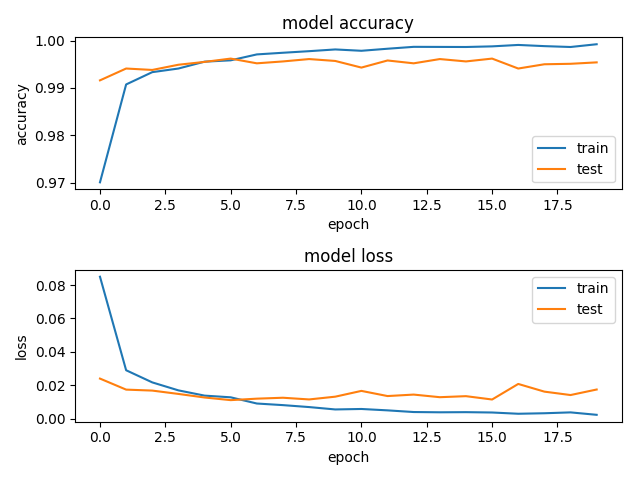 model accuracy
1.00
0.99
0.98
0.97
accuracy
train
test
0.0 2.5 5.0 7.5 10.0 12.5 15.0 17.5
epoch
model loss
0.08
0.06
0.04
0.02
0.00
loss
train
test
0.0 2.5 5.0 7.5 10.0 12.5 15.0 17.5
epoch